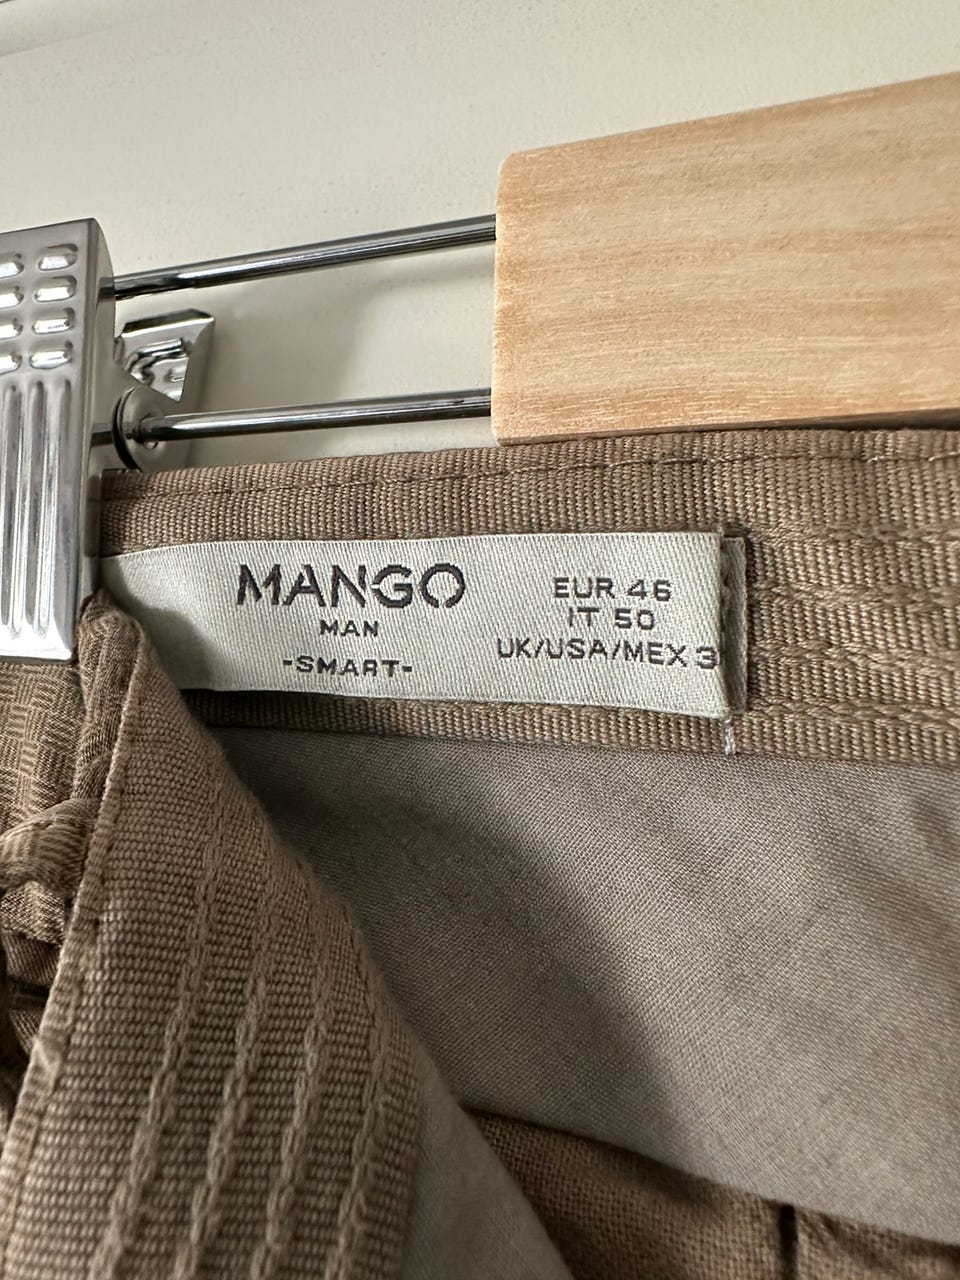 MANGO
MAN
-SMART-
EUR 46
IT 50
UK/USA/MEX 3